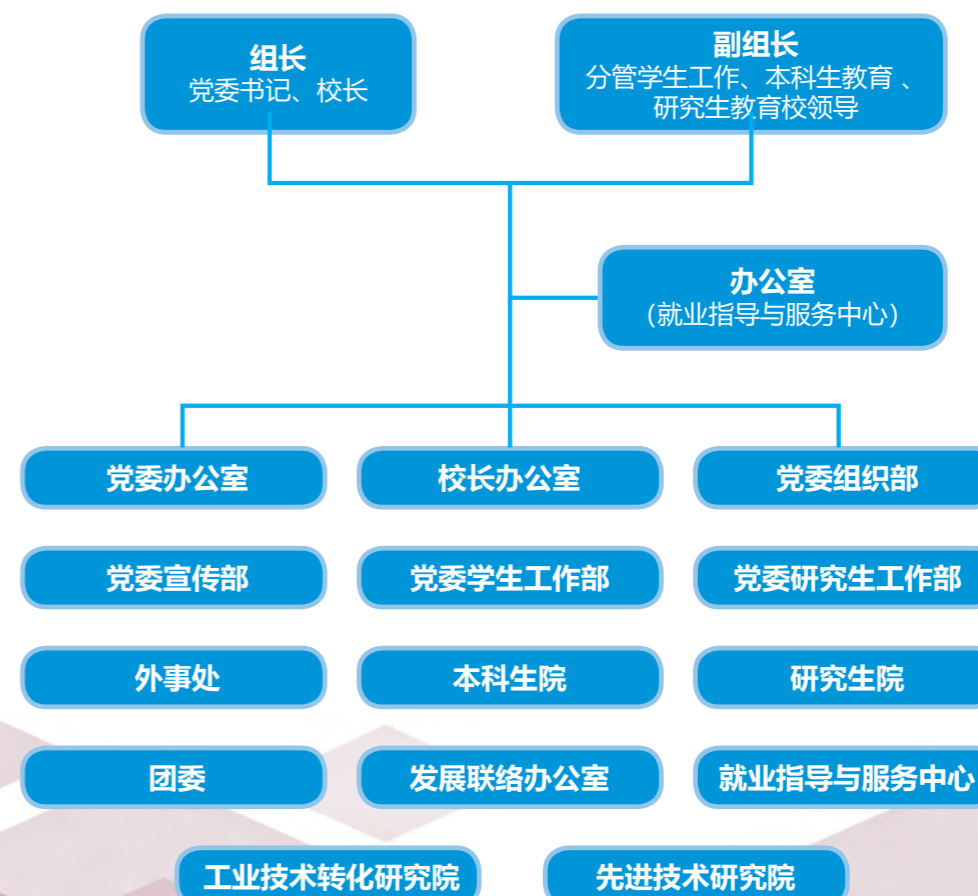 组长
党委书记、校长
副组长
分管学生工作、本科生教育 、
研究生教育校领导
办公室
(就业指导与服务中心)
党委办公室
校长办公室
党委组织部
党委宣传部
党委学生工作部
党委研究生工作部
外事处
本科生院
研究生院
团委
发展联络办公室
就业指导与服务中心
工业技术转化研究院
先进技术研究院